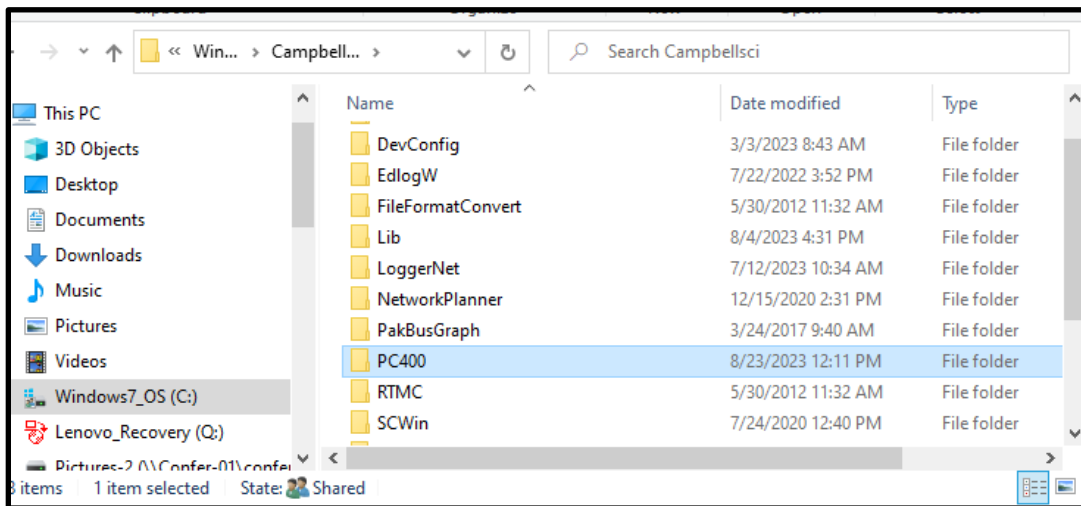 « Win... > Campbell... >
Search Campbellsci
This PC
3D Objects
Desktop
Documents
Downloads
Music
Pictures
Videos
Windows7_OS (C:)
Lenovo_Recovery (Q:)
Pictures-2 (\\Confer-01\confer
Name Date modified Type
DevConfig 3/3/2023 8:43 AM File folder
EdlogW 7/22/2022 3:52 PM File folder
FileFormatConvert 5/30/2012 11:32 AM File folder
Lib 8/4/2023 4:31 PM File folder
LoggerNet 7/12/2023 10:34 AM File folder
NetworkPlanner 12/15/2020 2:31 PM File folder
PakBusGraph 3/24/2017 9:40 AM File folder
PC400 8/23/2023 12:11 PM File folder
RTMC 5/30/2012 11:32 AM File folder
SCWin 7/24/2020 12:40 PM File folder
items 1 item selected State: Shared